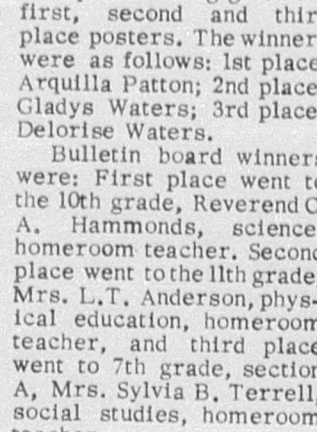 first, second and thir
place posters. The winner
were as follows: 1st place
Arquilla Patton; 2nd place
Gladys Waters; 3rd place
Delorise Waters.
Bulletin board winners
were: First place went to
the 10th grade, Reverend C
A. Hammonds, science
homeroom teacher. Second
place went to the 11th grade
Mrs. L.T. Anderson, phys-
ical education, homeroom
teacher, and third place
went to 7th grade, section
A, Mrs. Sylvia B. Terrell,
social studies, homeroom